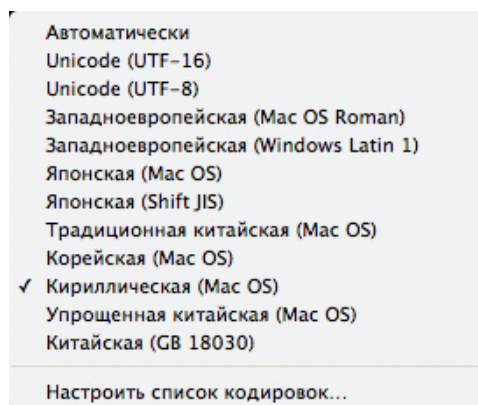 Автоматически
Unicode (UTF-16)
Unicode (UTF-8)
Западноевропейская (Mac OS Roman)
Западноевропейская (Windows Latin 1)
Японская (Mac OS)
Японская (Shift JIS)
Традиционная китайская (Mac OS)
Корейская (Mac OS)
✓ Кириллическая (Mac OS)
Упрощенная китайская (Mac OS)
Китайская (GB 18030)
Настроить список кодировок...